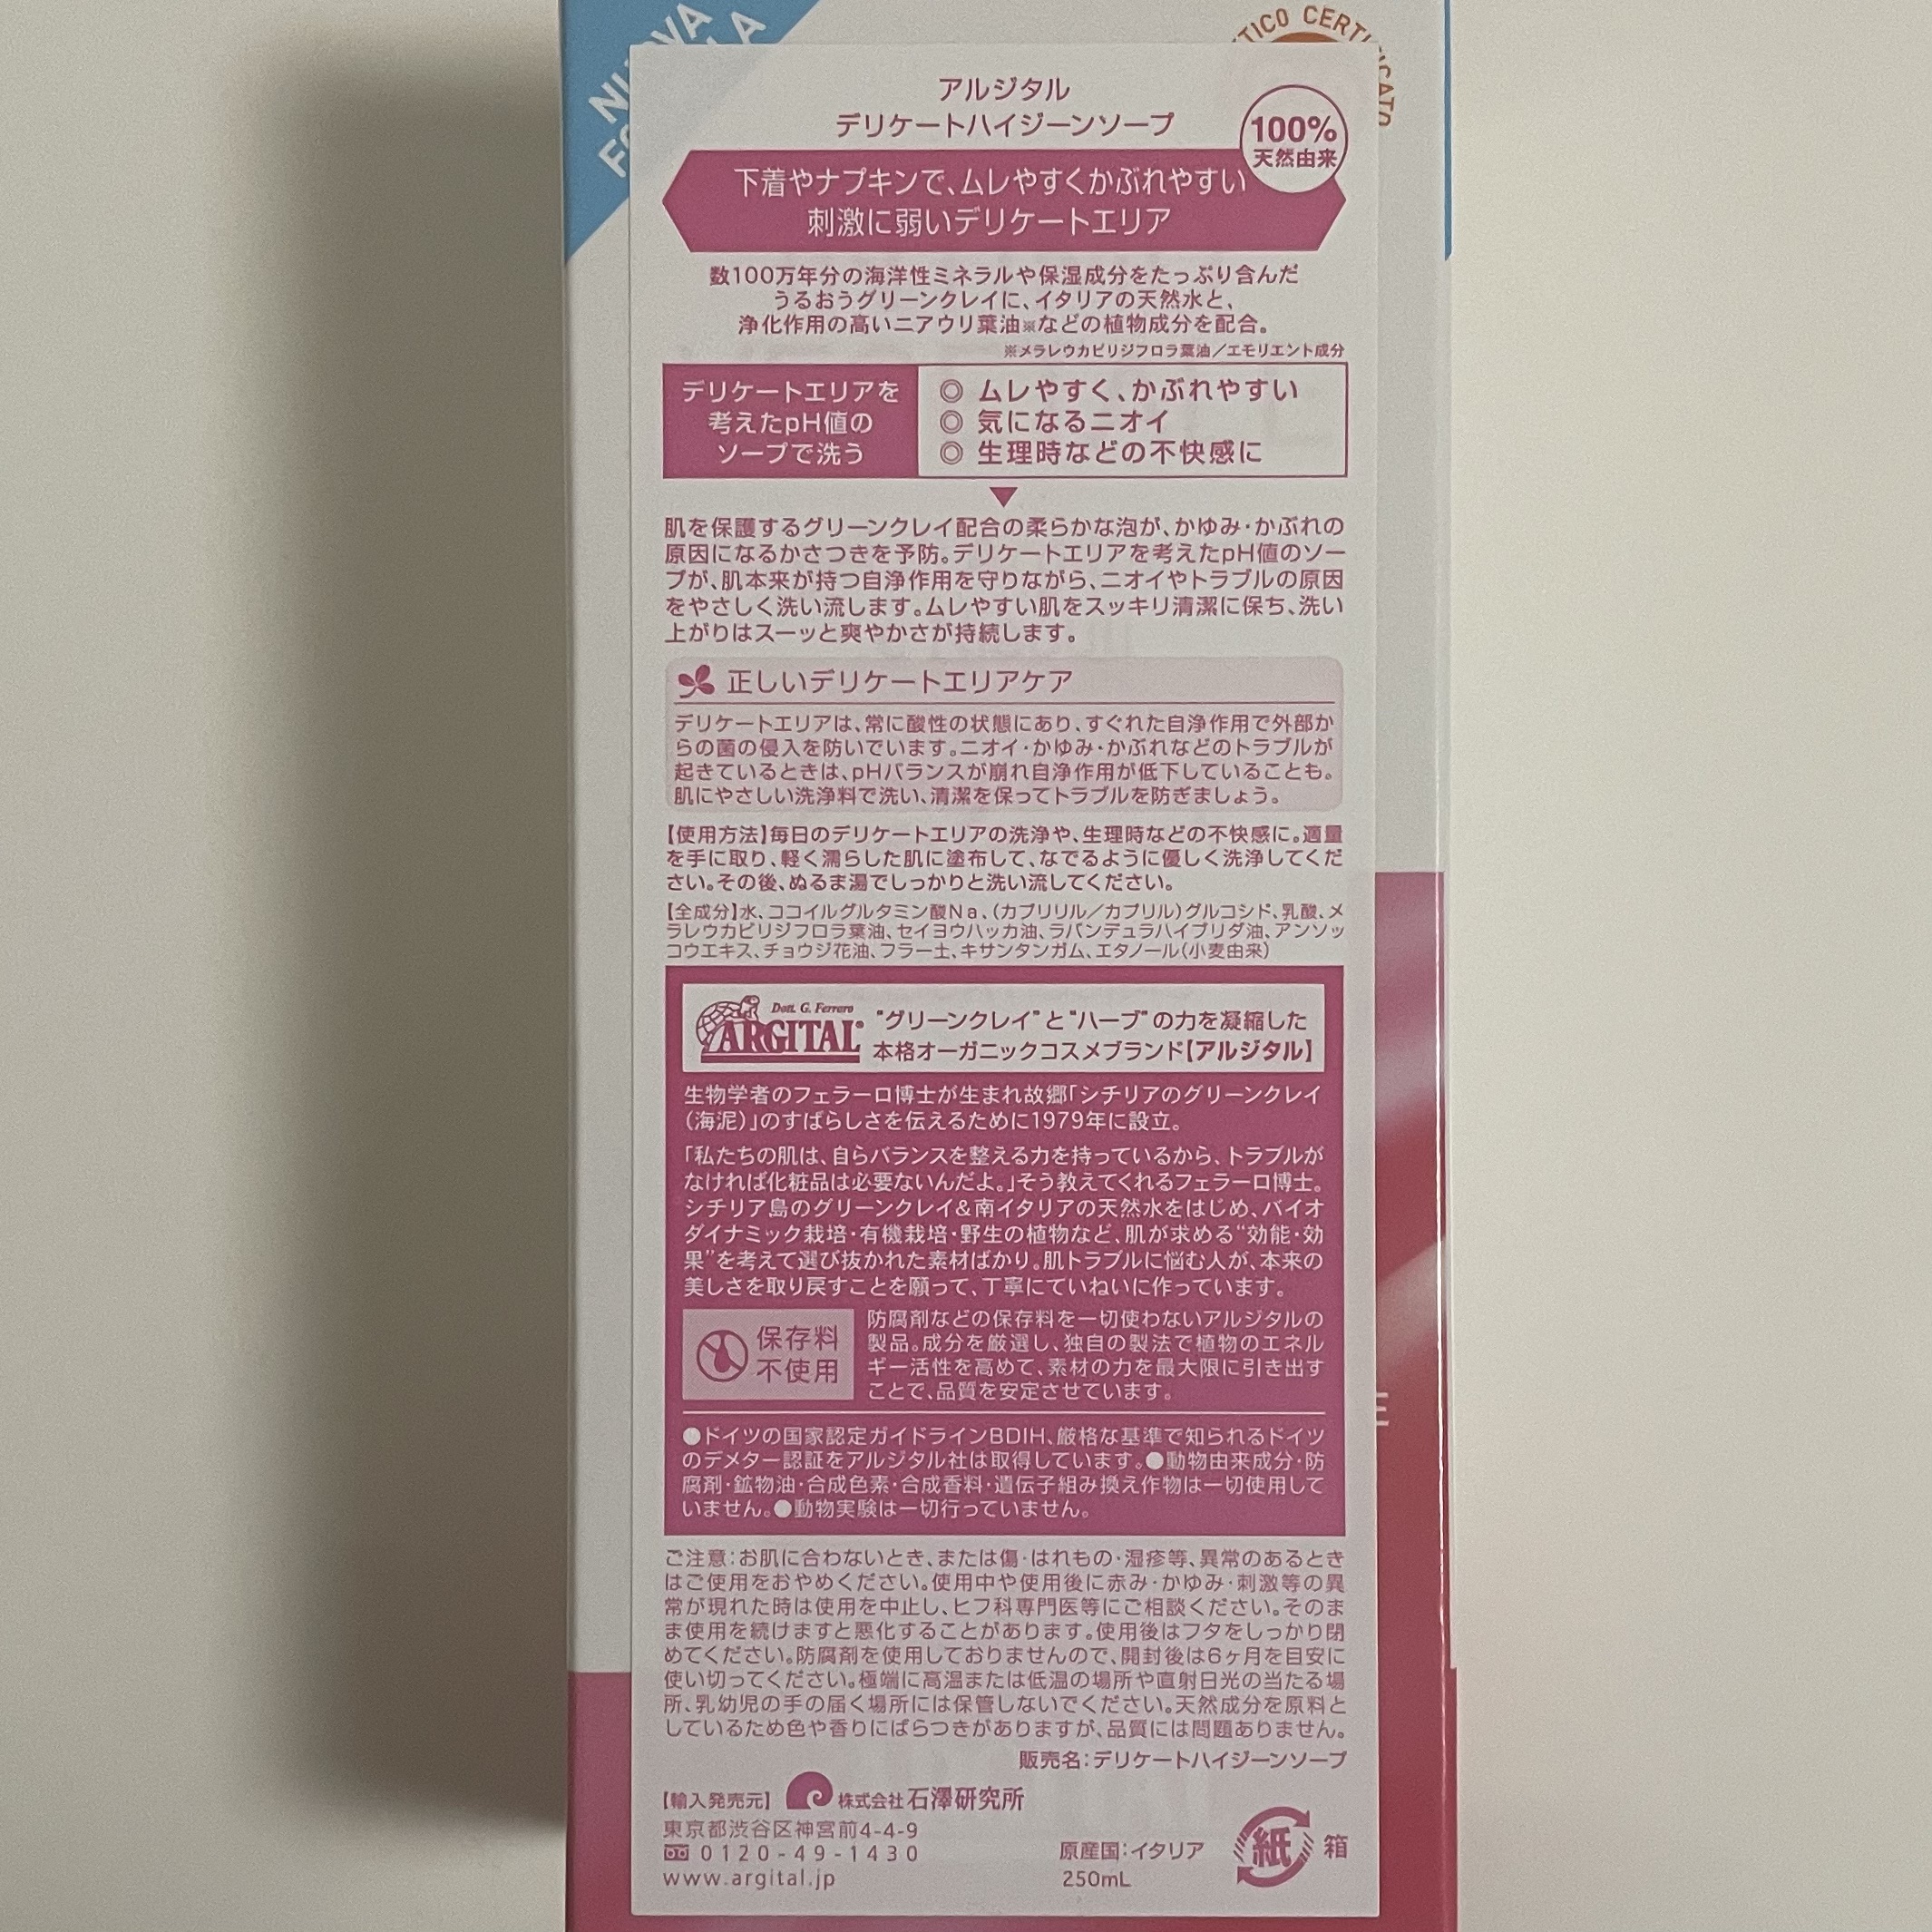 アルジタル
デリケートハイジーンソープ
100%
天然由来
下着やナプキンで、ムレやすくかぶれやすい
刺激に弱いデリケートエリア
数100万年分の海洋性ミネラルや保湿成分をたっぷり含んだ
うるおうグリーンクレイに、イタリアの天然水と、
浄化作用の高いニアウリ葉油※などの植物成分を配合。
※メラレウカビリジフロラ葉油／エモリエント成分
デリケートエリアを
考えたpH値の
ソープで洗う
◎ ムレやすく、かぶれやすい
◎ 気になるニオイ
◎ 生理時などの不快感に
肌を保護するグリーンクレイ配合の柔らかな泡が、かゆみ・かぶれの
原因になるかさつきを予防。デリケートエリアを考えたpH値のソー
プが、肌本来が持つ自浄作用を守りながら、ニオイやトラブルの原因
をやさしく洗い流します。ムレやすい肌をスッキリ清潔に保ち、洗い
上がりはスーッと爽やかさが持続します。
正しいデリケートエリアケア
デリケートエリアは、常に酸性の状態にあり、すぐれた自浄作用で外部か
らの菌の侵入を防いでいます。ニオイ・かゆみ・かぶれなどのトラブルが
起きているときは、pHバランスが崩れ自浄作用が低下していることも。
肌にやさしい洗浄料で洗い、清潔を保ってトラブルを防ぎましょう。
【使用方法】毎日のデリケートエリアの洗浄や、生理時などの不快感に。適量
を手に取り、軽く濡らした肌に塗布して、なでるように優しく洗浄してくだ
さい。その後、ぬるま湯でしっかりと洗い流してください。
【全成分】水、ココイルグルタミン酸Na、（カプリリル／カプリル）グルコシド、乳酸、メ
ラレウカビリジフロラ葉油、セイヨウハッカ油、ラバンデュラハイブリダ油、アンソッ
コウエキス、チョウジ花油、フラー土、キサンタンガム、エタノール（小麦由来）
Dott. G. Ferraro
ARGITAL
"グリーンクレイ"と"ハーブ"の力を凝縮した
本格オーガニックコスメブランド【アルジタル】
生物学者のフェラーロ博士が生まれ故郷「シチリアのグリーンクレイ
（海泥）」のすばらしさを伝えるために1979年に設立。
「私たちの肌は、自らバランスを整える力を持っているから、トラブルが
なければ化粧品は必要ないんだよ。」そう教えてくれるフェラーロ博士。
シチリア島のグリーンクレイ&南イタリアの天然水をはじめ、バイオ
ダイナミック栽培・有機栽培・野生の植物など、肌が求める“効能・効
果”を考えて選び抜かれた素材ばかり。肌トラブルに悩む人が、本来の
美しさを取り戻すことを願って、丁寧にていねいに作っています。
保存料
不使用
防腐剤などの保存料を一切使わないアルジタルの
製品。成分を厳選し、独自の製法で植物のエネル
ギー活性を高めて、素材の力を最大限に引き出す
ことで、品質を安定させています。
●ドイツの国家認定ガイドラインBDIH、厳格な基準で知られるドイツ
のデメター認証をアルジタル社は取得しています。●動物由来成分・防
腐剤・鉱物油・合成色素・合成香料・遺伝子組み換え作物は一切使用して
いません。●動物実験は一切行っていません。
ご注意：お肌に合わないとき、または傷・はれもの・湿疹等、異常のあるとき
はご使用をおやめください。使用中や使用後に赤み・かゆみ・刺激等の異
常が現れた時は使用を中止し、ヒフ科専門医等にご相談ください。そのま
ま使用を続けますと悪化することがあります。使用後はフタをしっかり閉
めてください。防腐剤を使用しておりませんので、開封後は6ヶ月を目安に
使い切ってください。極端に高温または低温の場所や直射日光の当たる場
所、乳幼児の手の届く場所には保管しないでください。天然成分を原料と
しているため色や香りにばらつきがありますが、品質には問題ありません。
販売名：デリケートハイジーンソープ
【輸入発売元】 株式会社 石澤研究所
東京都渋谷区神宮前4-4-9
0120-49-1430
www.argital.jp
原産国：イタリア
250mL
紙 箱